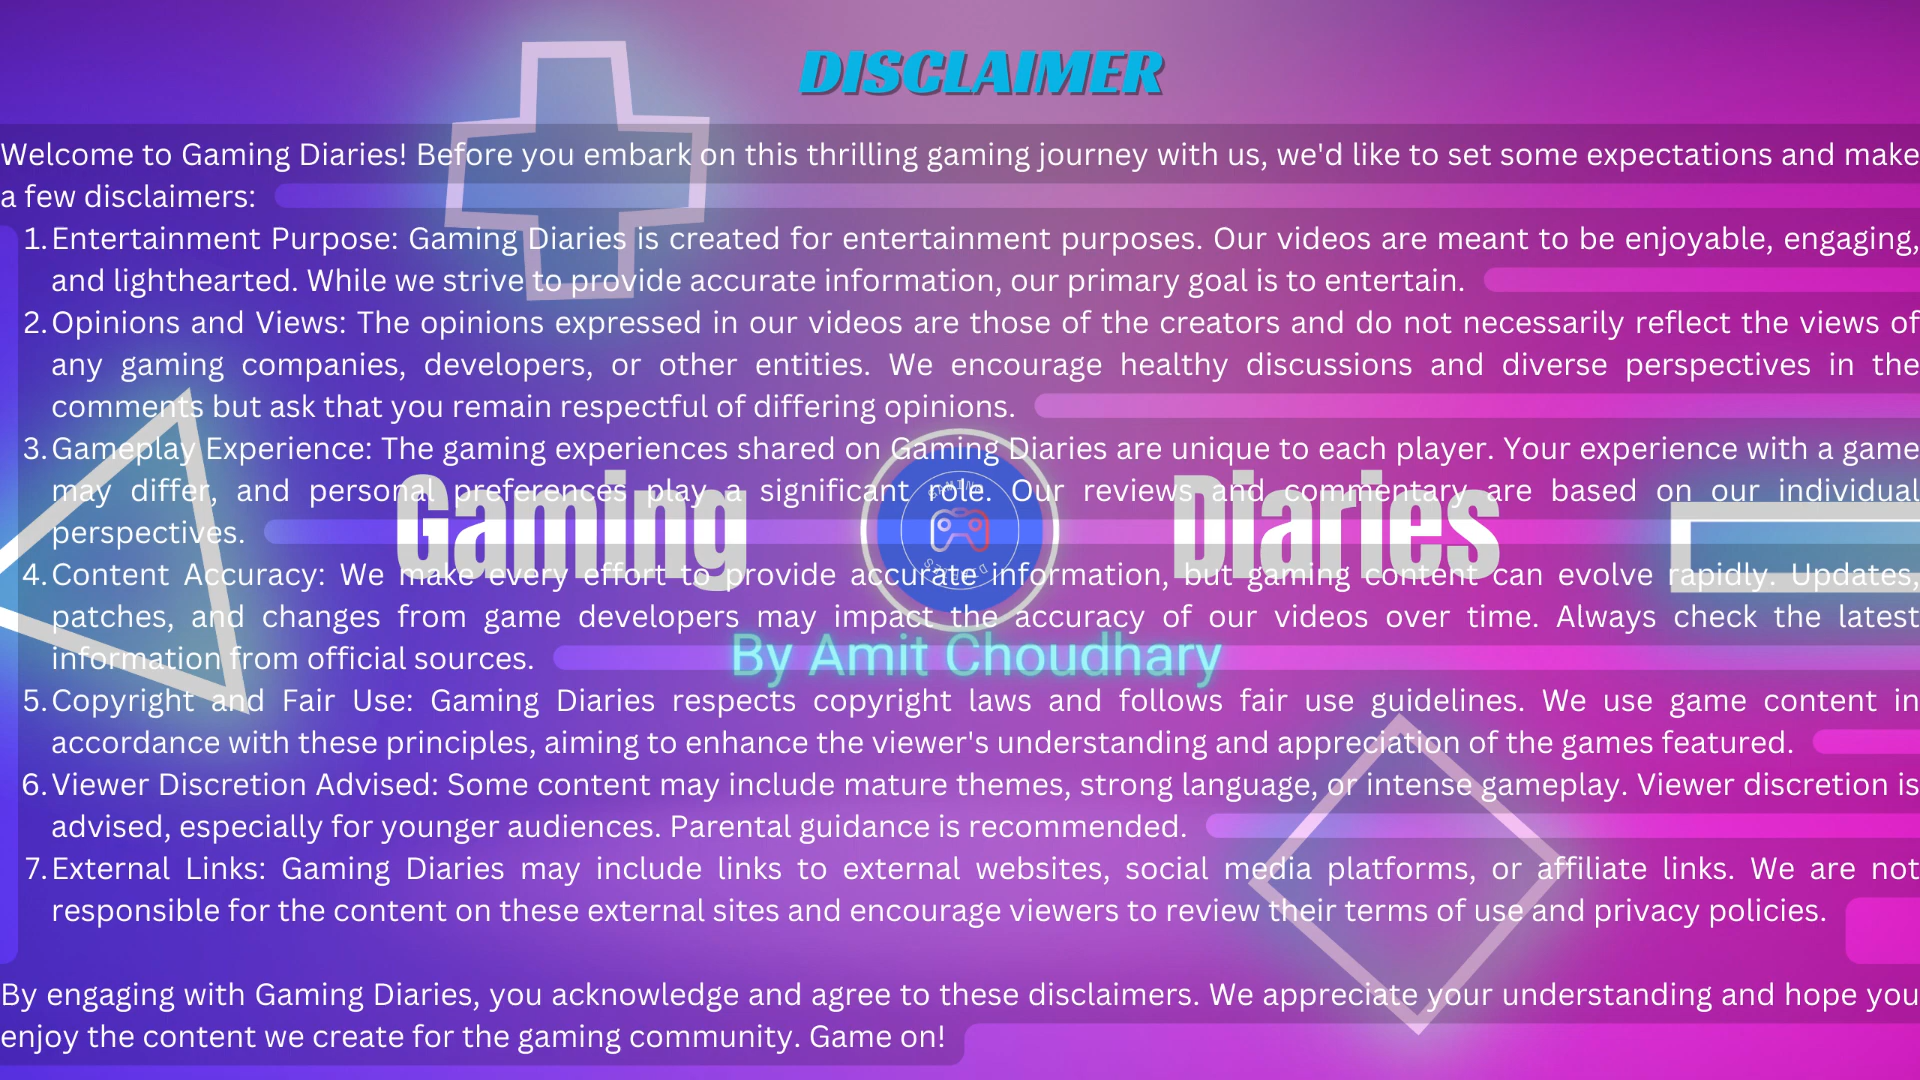 DISCLAIMER
Welcome to Gaming Diaries! Before you embark on this thrilling gaming journey with us, we'd like to set some expectations and make
a few disclaimers:
1. Entertainment Purpose: Gaming Diaries is created for entertainment purposes. Our videos are meant to be enjoyable, engaging,
and lighthearted. While we strive to provide accurate information, our primary goal is to entertain.
2. Opinions and Views: The opinions expressed in our videos are those of the creators and do not necessarily reflect the views of
any gaming companies, developers, or other entities. We encourage healthy discussions and diverse perspectives in the
comments but ask that you remain respectful of differing opinions.
3. Gameplay Experience: The gaming experiences shared on Gaming Diaries are unique to each player. Your experience with a game
may differ, and personal preferences play a significant role. Our reviews and commentary are based on our individual
perspectives.
Gaming Diaries
GAMING
DIARIES
4. Content Accuracy: We make every effort to provide accurate information, but gaming content can evolve rapidly. Updates,
patches, and changes from game developers may impact the accuracy of our videos over time. Always check the latest
information from official sources.
By Amit Choudhary
5. Copyright and Fair Use: Gaming Diaries respects copyright laws and follows fair use guidelines. We use game content in
accordance with these principles, aiming to enhance the viewer's understanding and appreciation of the games featured.
6. Viewer Discretion Advised: Some content may include mature themes, strong language, or intense gameplay. Viewer discretion is
advised, especially for younger audiences. Parental guidance is recommended.
7. External Links: Gaming Diaries may include links to external websites, social media platforms, or affiliate links. We are not
responsible for the content on these external sites and encourage viewers to review their terms of use and privacy policies.
By engaging with Gaming Diaries, you acknowledge and agree to these disclaimers. We appreciate your understanding and hope you
enjoy the content we create for the gaming community. Game on!